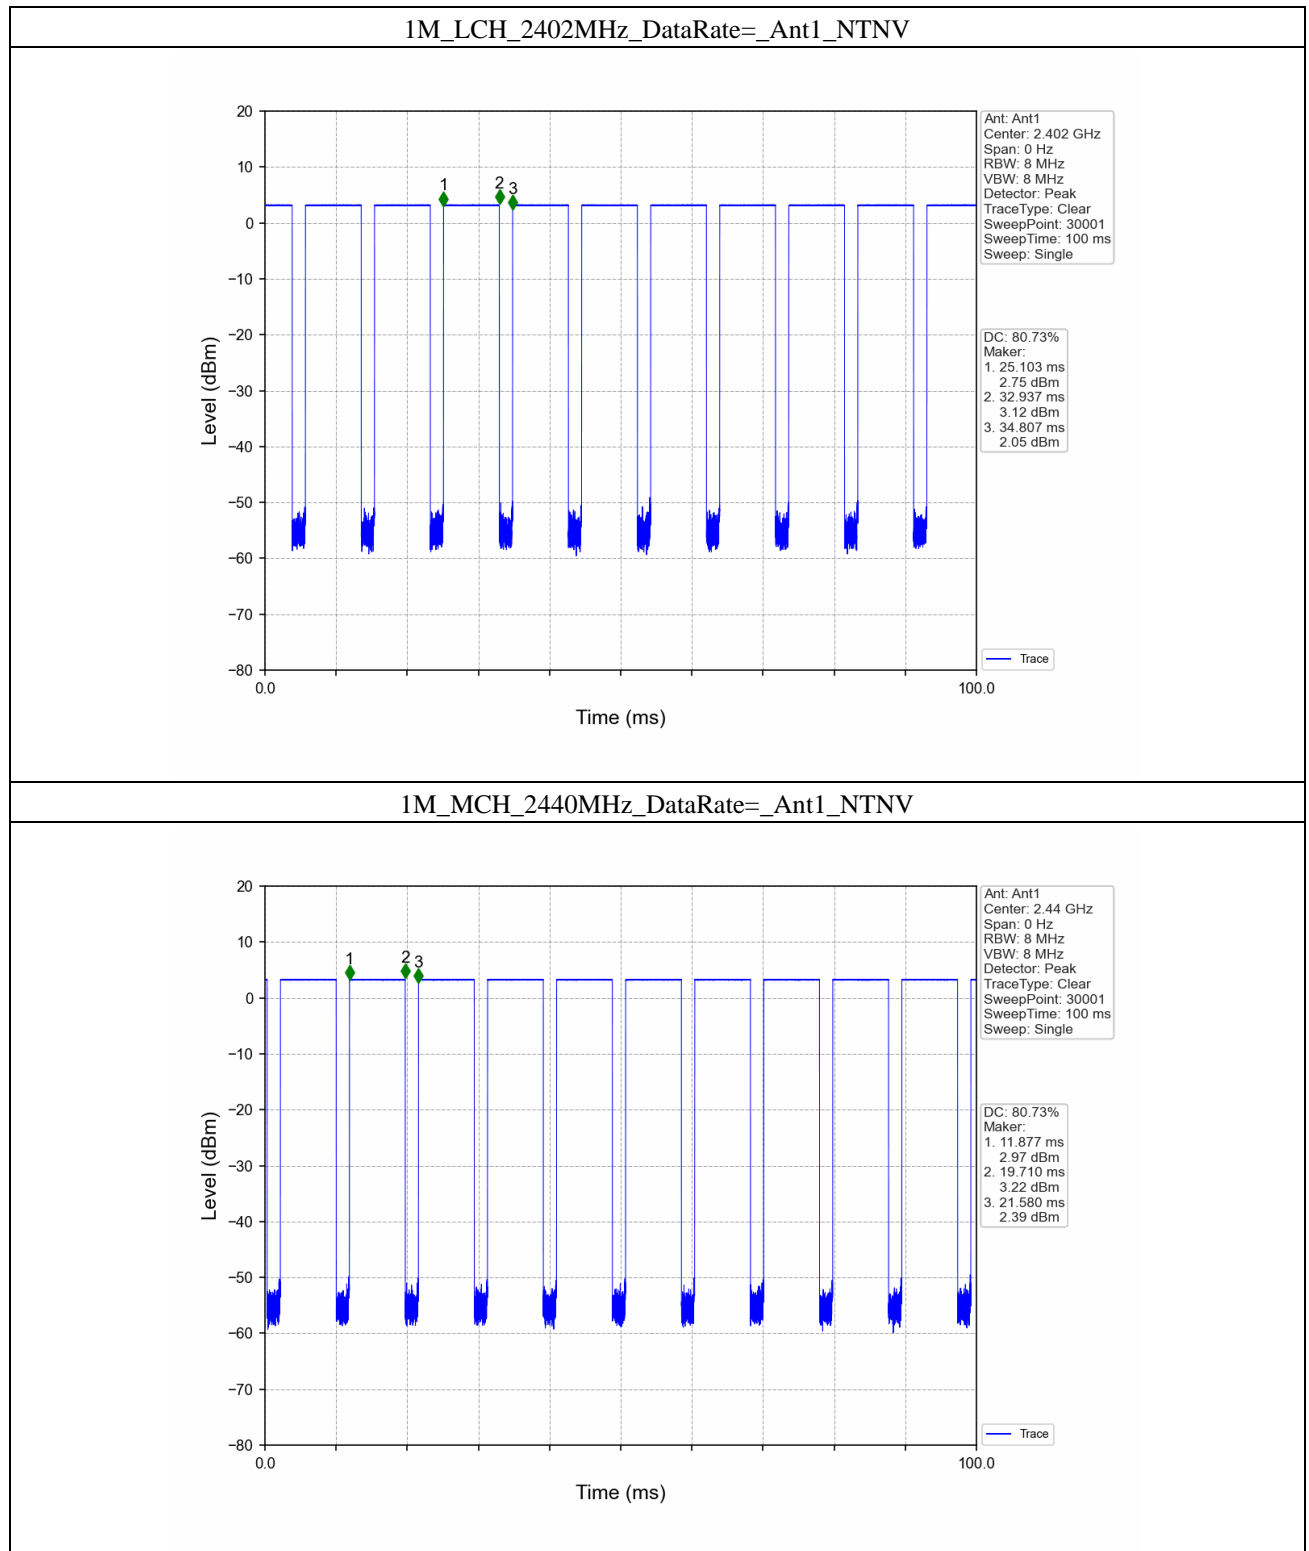 1M_LCH_2402MHz_DataRate=_Ant1_NTNV
20
10
0
−10
−20
−30
−40
−50
−60
−70
−80
Level (dBm)
1
2
3
0.0
100.0
Time (ms)
Ant: Ant1
Center: 2.402 GHz
Span: 0 Hz
RBW: 8 MHz
VBW: 8 MHz
Detector: Peak
TraceType: Clear
SweepPoint: 30001
SweepTime: 100 ms
Sweep: Single
DC: 80.73%
Maker:
1. 25.103 ms
2.75 dBm
2. 32.937 ms
3.12 dBm
3. 34.807 ms
2.05 dBm
Trace
1M_MCH_2440MHz_DataRate=_Ant1_NTNV
20
10
0
−10
−20
−30
−40
−50
−60
−70
−80
Level (dBm)
1
2
3
0.0
100.0
Time (ms)
Ant: Ant1
Center: 2.44 GHz
Span: 0 Hz
RBW: 8 MHz
VBW: 8 MHz
Detector: Peak
TraceType: Clear
SweepPoint: 30001
SweepTime: 100 ms
Sweep: Single
DC: 80.73%
Maker:
1. 11.877 ms
2.97 dBm
2. 19.710 ms
3.22 dBm
3. 21.580 ms
2.39 dBm
Trace